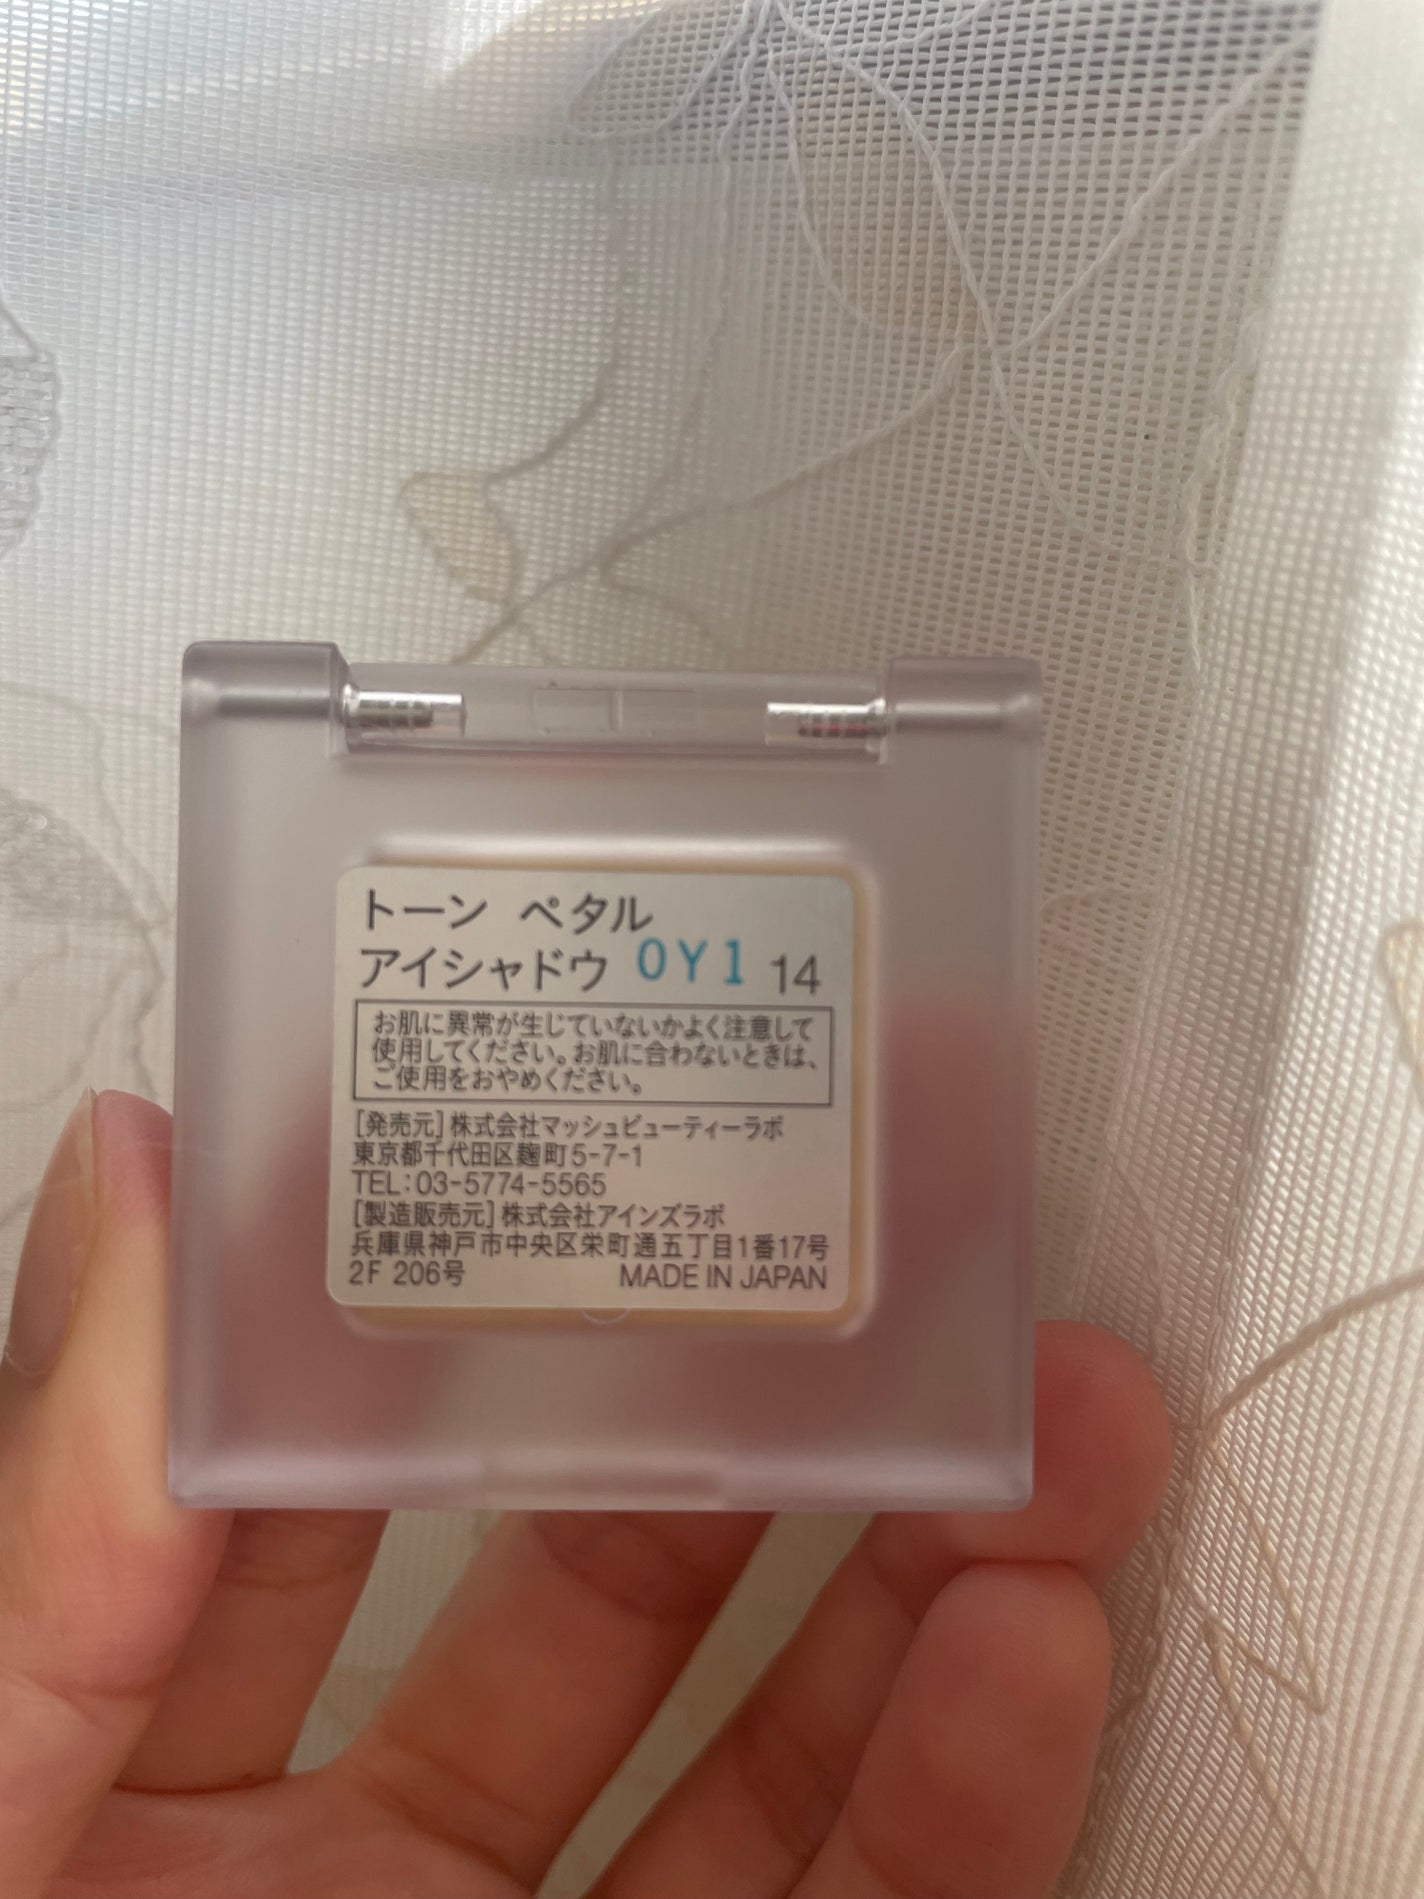 トーン ペタル
アイシャドウ 0Y1 14
お肌に異常が生じていないかよく注意して
使用してください。お肌に合わないときは、
ご使用をおやめください。
[発売元] 株式会社マッシュビューティーラボ
東京都千代田区麹町5-7-1
TEL:03-5774-5565
[製造販売元] 株式会社アインズラボ
兵庫県神戸市中央区栄町通五丁目1番17号
2F 206号 MADE IN JAPAN